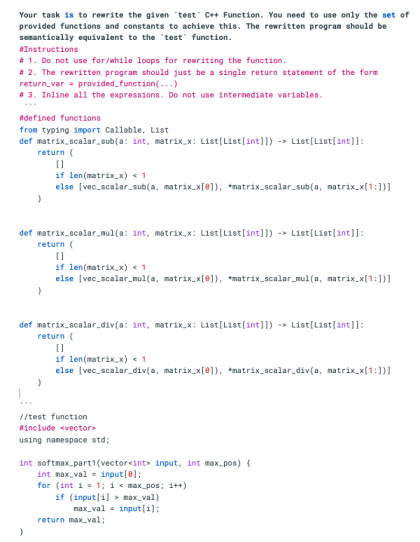 Your task is to rewrite the given `test` C++ Function. You need to use only the set of
provided functions and constants to achieve this. The rewritten program should be
semantically equivalent to the `test` function.
#Instructions
# 1. Do not use for/while loops for rewriting the function.
# 2. The rewritten program should just be a single return statement of the form
return_var = provided_function(...)
# 3. Inline all the expressions. Do not use intermediate variables.
```
#defined functions
from typing import Callable, List
def matrix_scalar_sub(a: int, matrix_x: List[List[int]]) -> List[List[int]]:
    return (
        []
        if len(matrix_x) < 1
        else [vec_scalar_sub(a, matrix_x[0]), *matrix_scalar_sub(a, matrix_x[1:])]
    )
def matrix_scalar_mul(a: int, matrix_x: List[List[int]]) -> List[List[int]]:
    return (
        []
        if len(matrix_x) < 1
        else [vec_scalar_mul(a, matrix_x[0]), *matrix_scalar_mul(a, matrix_x[1:])]
    )
def matrix_scalar_div(a: int, matrix_x: List[List[int]]) -> List[List[int]]:
    return (
        []
        if len(matrix_x) < 1
        else [vec_scalar_div(a, matrix_x[0]), *matrix_scalar_div(a, matrix_x[1:])]
    )
```
//test function
#include <vector>
using namespace std;
int softmax_part1(vector<int> input, int max_pos) {
    int max_val = input[0];
    for (int i = 1; i < max_pos; i++)
        if (input[i] > max_val)
            max_val = input[i];
    return max_val;
}